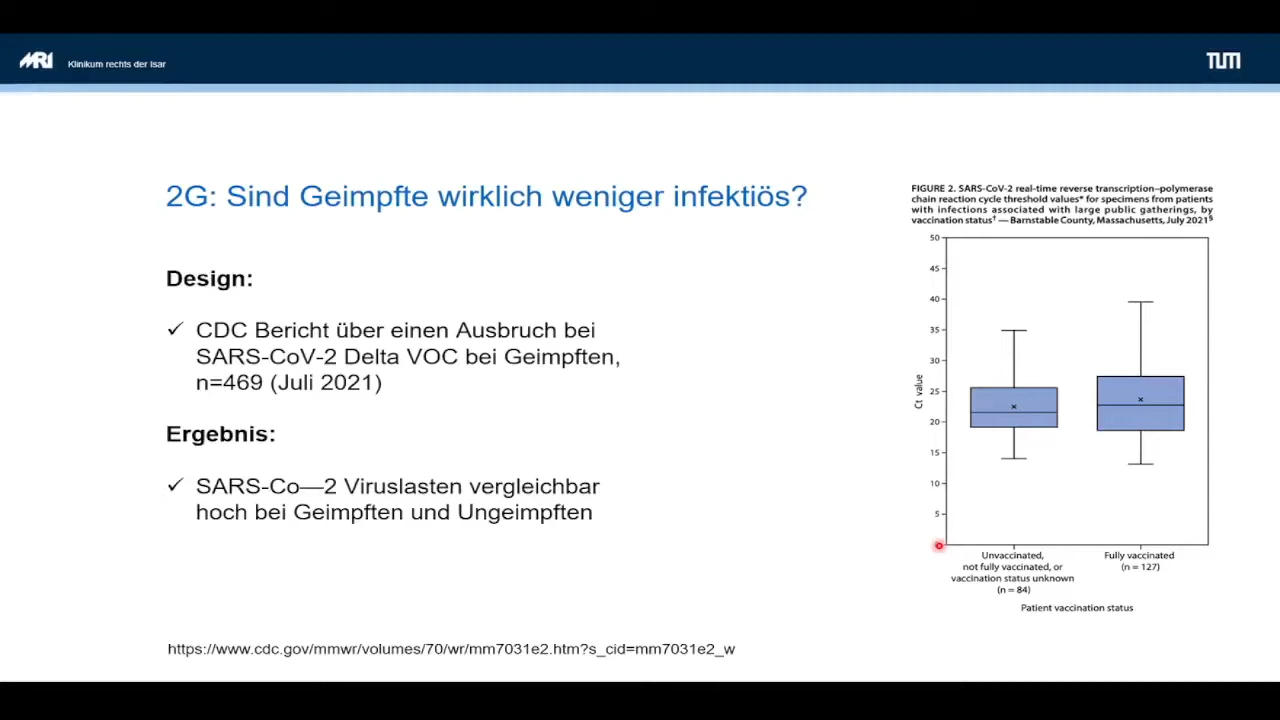 MRI Klinikum rechts der Isar
TUM
2G: Sind Geimpfte wirklich weniger infektiös?
Design:
✓ CDC Bericht über einen Ausbruch bei
SARS-CoV-2 Delta VOC bei Geimpften,
n=469 (Juli 2021)
Ergebnis:
✓ SARS-Co—2 Viruslasten vergleichbar
hoch bei Geimpften und Ungeimpften
https://www.cdc.gov/mmwr/volumes/70/wr/mm7031e2.htm?s_cid=mm7031e2_w
FIGURE 2. SARS-CoV-2 real-time reverse transcription–polymerase
chain reaction cycle threshold values* for specimens from patients
with infections associated with large public gatherings, by
vaccination status† — Barnstable County, Massachusetts, July 2021§
50
45
40
35
30
25
20
15
10
5
Ct value
Unvaccinated,
not fully vaccinated, or
vaccination status unknown
(n = 84)
Fully vaccinated
(n = 127)
Patient vaccination status